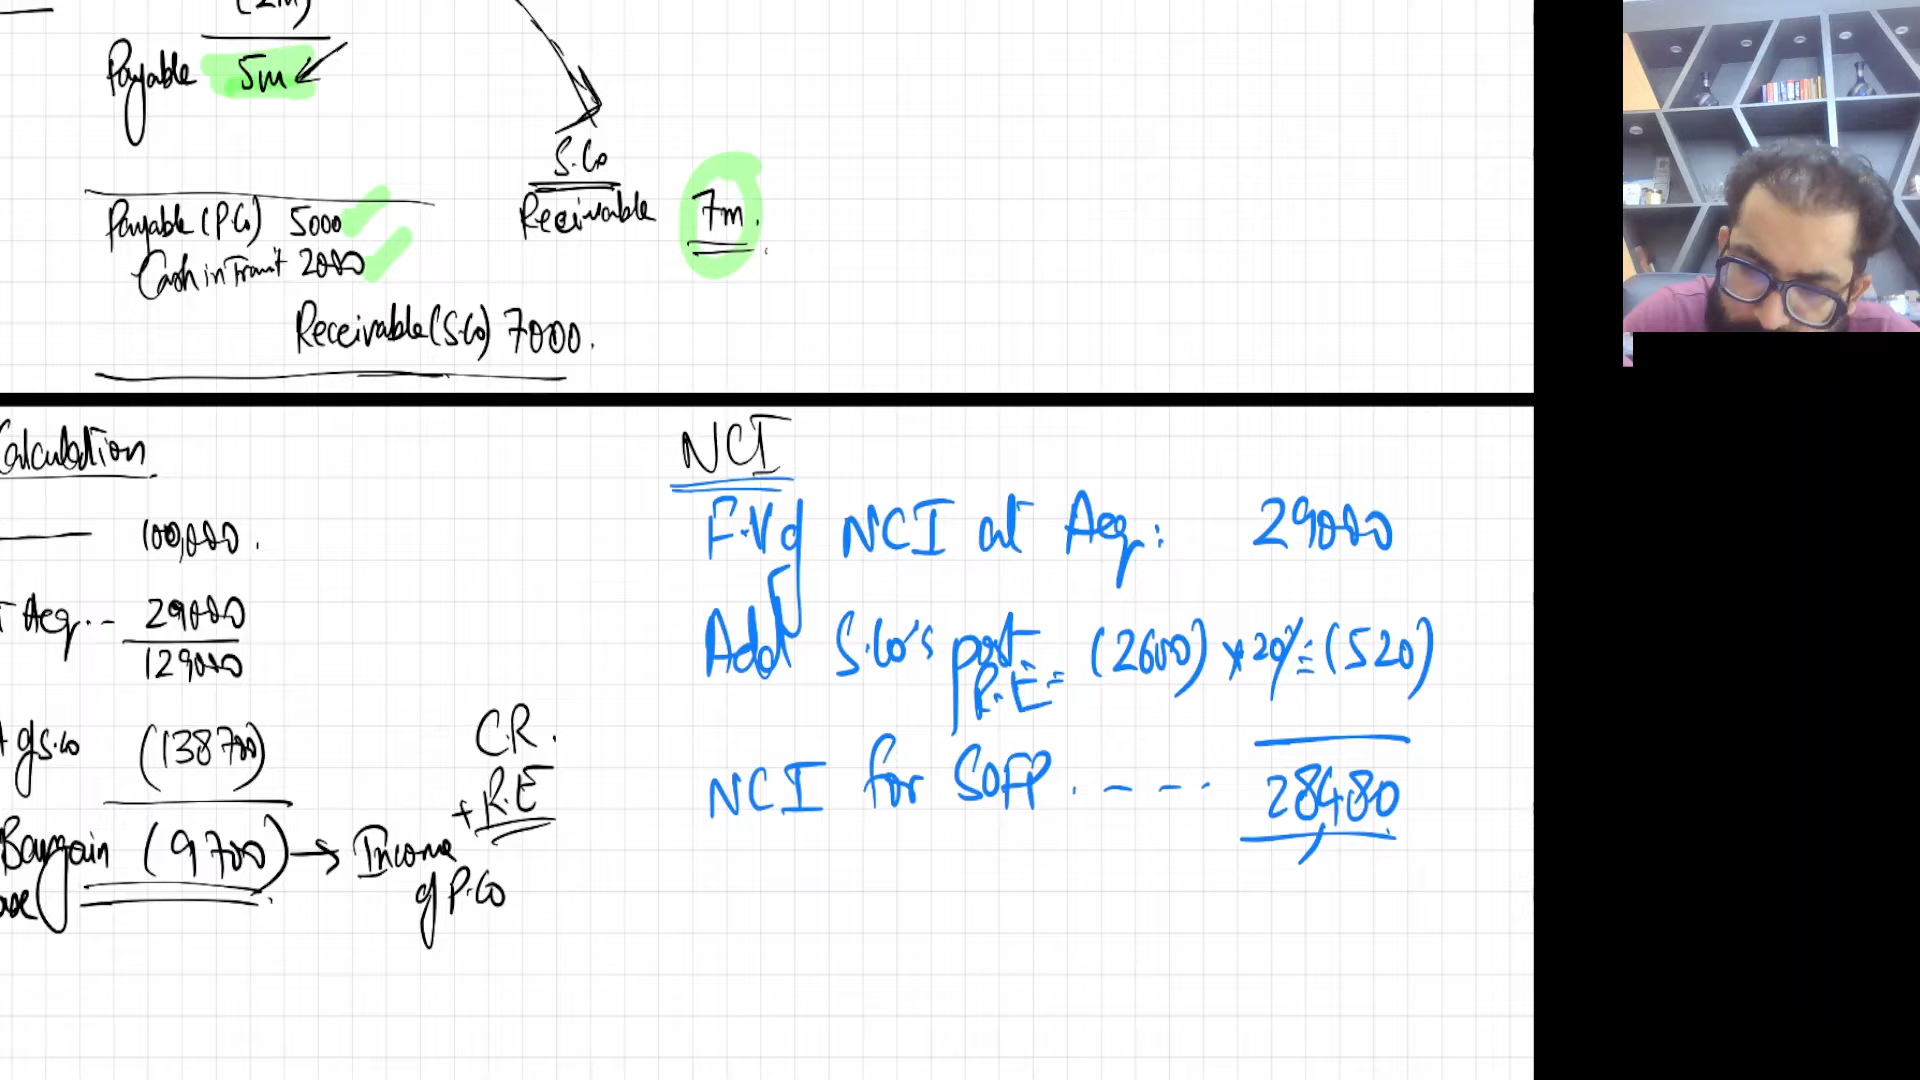 (2m)
Payable 5m
S.Co
Receivable 7m.
Payable (P Co) 5000
Cash in Transit 2000
Receivable (S.Co) 7000.
Calculation
100,000.
Acq.-- 29000
129000
S.Co (138700)
Bargain (9700) → Income of P.Co
C.R.
+ R.E
NCI
F.V of NCI at Acq: 29000
Add S.Co's post R.E = (2600) * 20% = (520)
NCI for SOFP ---- 28480